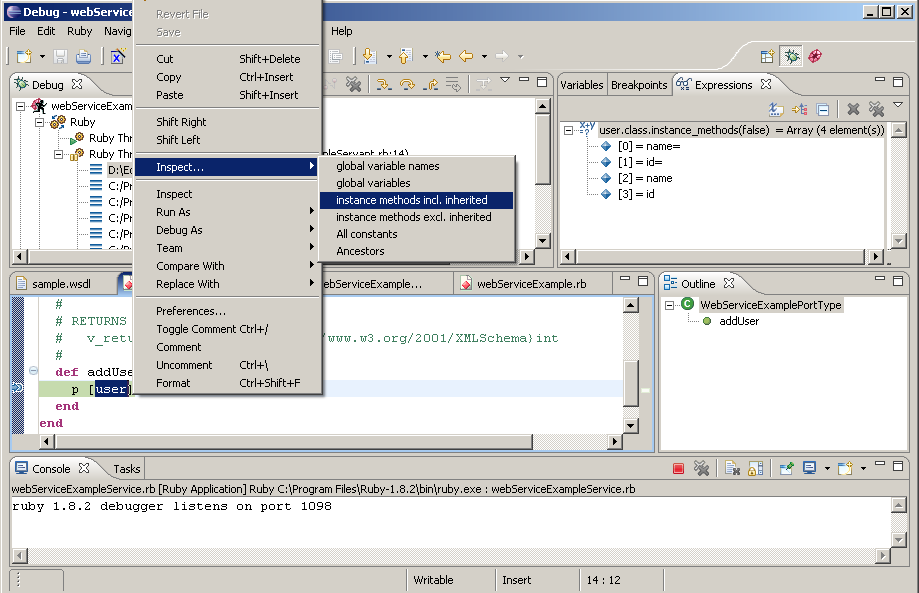 Debug - webService
File Edit Ruby Navig Help
Revert File
Save
Cut Shift+Delete
Copy Ctrl+Insert
Paste Shift+Insert
Shift Right
Shift Left
Inspect...
Inspect
Run As
Debug As
Team
Compare With
Replace With
Preferences...
Toggle Comment Ctrl+/
Comment
Uncomment Ctrl+\
Format Ctrl+Shift+F
global variable names
global variables
instance methods incl. inherited
instance methods excl. inherited
All constants
Ancestors
Debug
webServiceExam
Ruby
Ruby Thr
Ruby Thr
D:\Ec
C:/Pr
C:/Pr
C:/Pr
C:/Pr
Variables Breakpoints Expressions
user.class.instance_methods(false) = Array (4 element(s))
[0] = name=
[1] = id=
[2] = name
[3] = id
sample.wsdl
ebServiceExample...
webServiceExample.rb
#
# RETURNS
# v_retu /www.w3.org/2001/XMLSchema}int
#
def addUse
p [user]
end
end
Outline
WebServiceExamplePortType
addUser
Console Tasks
webServiceExampleService.rb [Ruby Application] Ruby C:\Program Files\Ruby-1.8.2\bin\ruby.exe : webServiceExampleService.rb
ruby 1.8.2 debugger listens on port 1098
Writable Insert 14 : 12